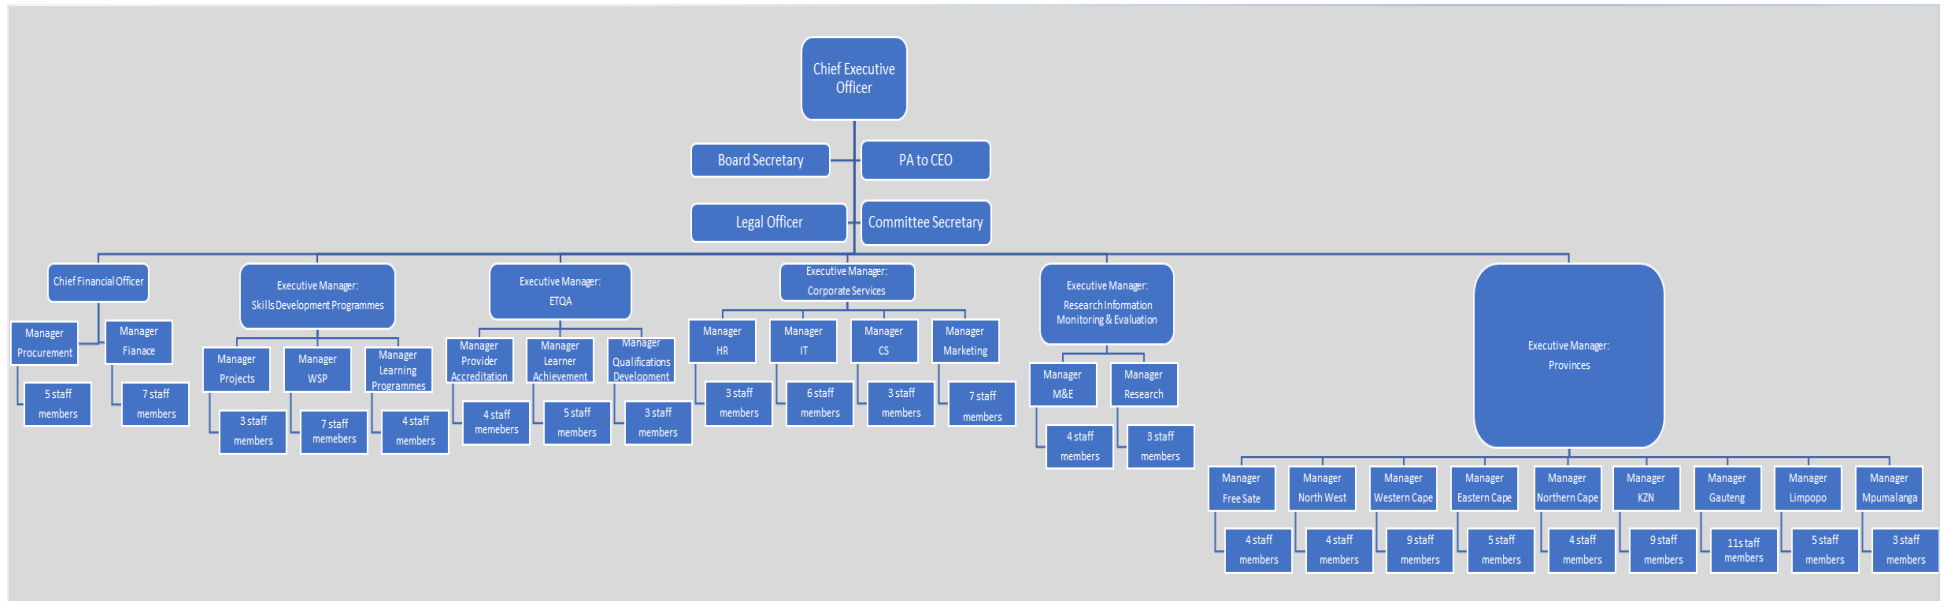 Chief Executive
Officer
Board Secretary
PA to CEO
Legal Officer
Committee Secretary
Chief Financial Officer
Manager
Procurement
5 staff
members
Manager
Fianace
7 staff
members
Executive Manager:
Skills Development Programmes
Manager
Projects
3 staff
members
Manager
WSP
7 staff
memebers
Manager
Learning
Programmes
4 staff
members
Executive Manager:
ETQA
Manager
Provider
Accreditation
4 staff
memebers
Manager
Learner
Achievement
5 staff
members
Manager
Qualifications
Development
3 staff
members
Executive Manager:
Corporate Services
Manager
HR
3 staff
members
Manager
IT
6 staff
members
Manager
CS
3 staff
members
Manager
Marketing
7 staff
members
Executive Manager:
Research Information
Monitoring & Evaluation
Manager
M&E
4 staff
members
Manager
Research
3 staff
members
Executive Manager:
Provinces
Manager
Free Sate
4 staff
members
Manager
North West
4 staff
members
Manager
Western Cape
9 staff
members
Manager
Eastern Cape
5 staff
members
Manager
Northern Cape
4 staff
members
Manager
KZN
9 staff
members
Manager
Gauteng
11s taff
members
Manager
Limpopo
5 staff
members
Manager
Mpumalanga
3 staff
members